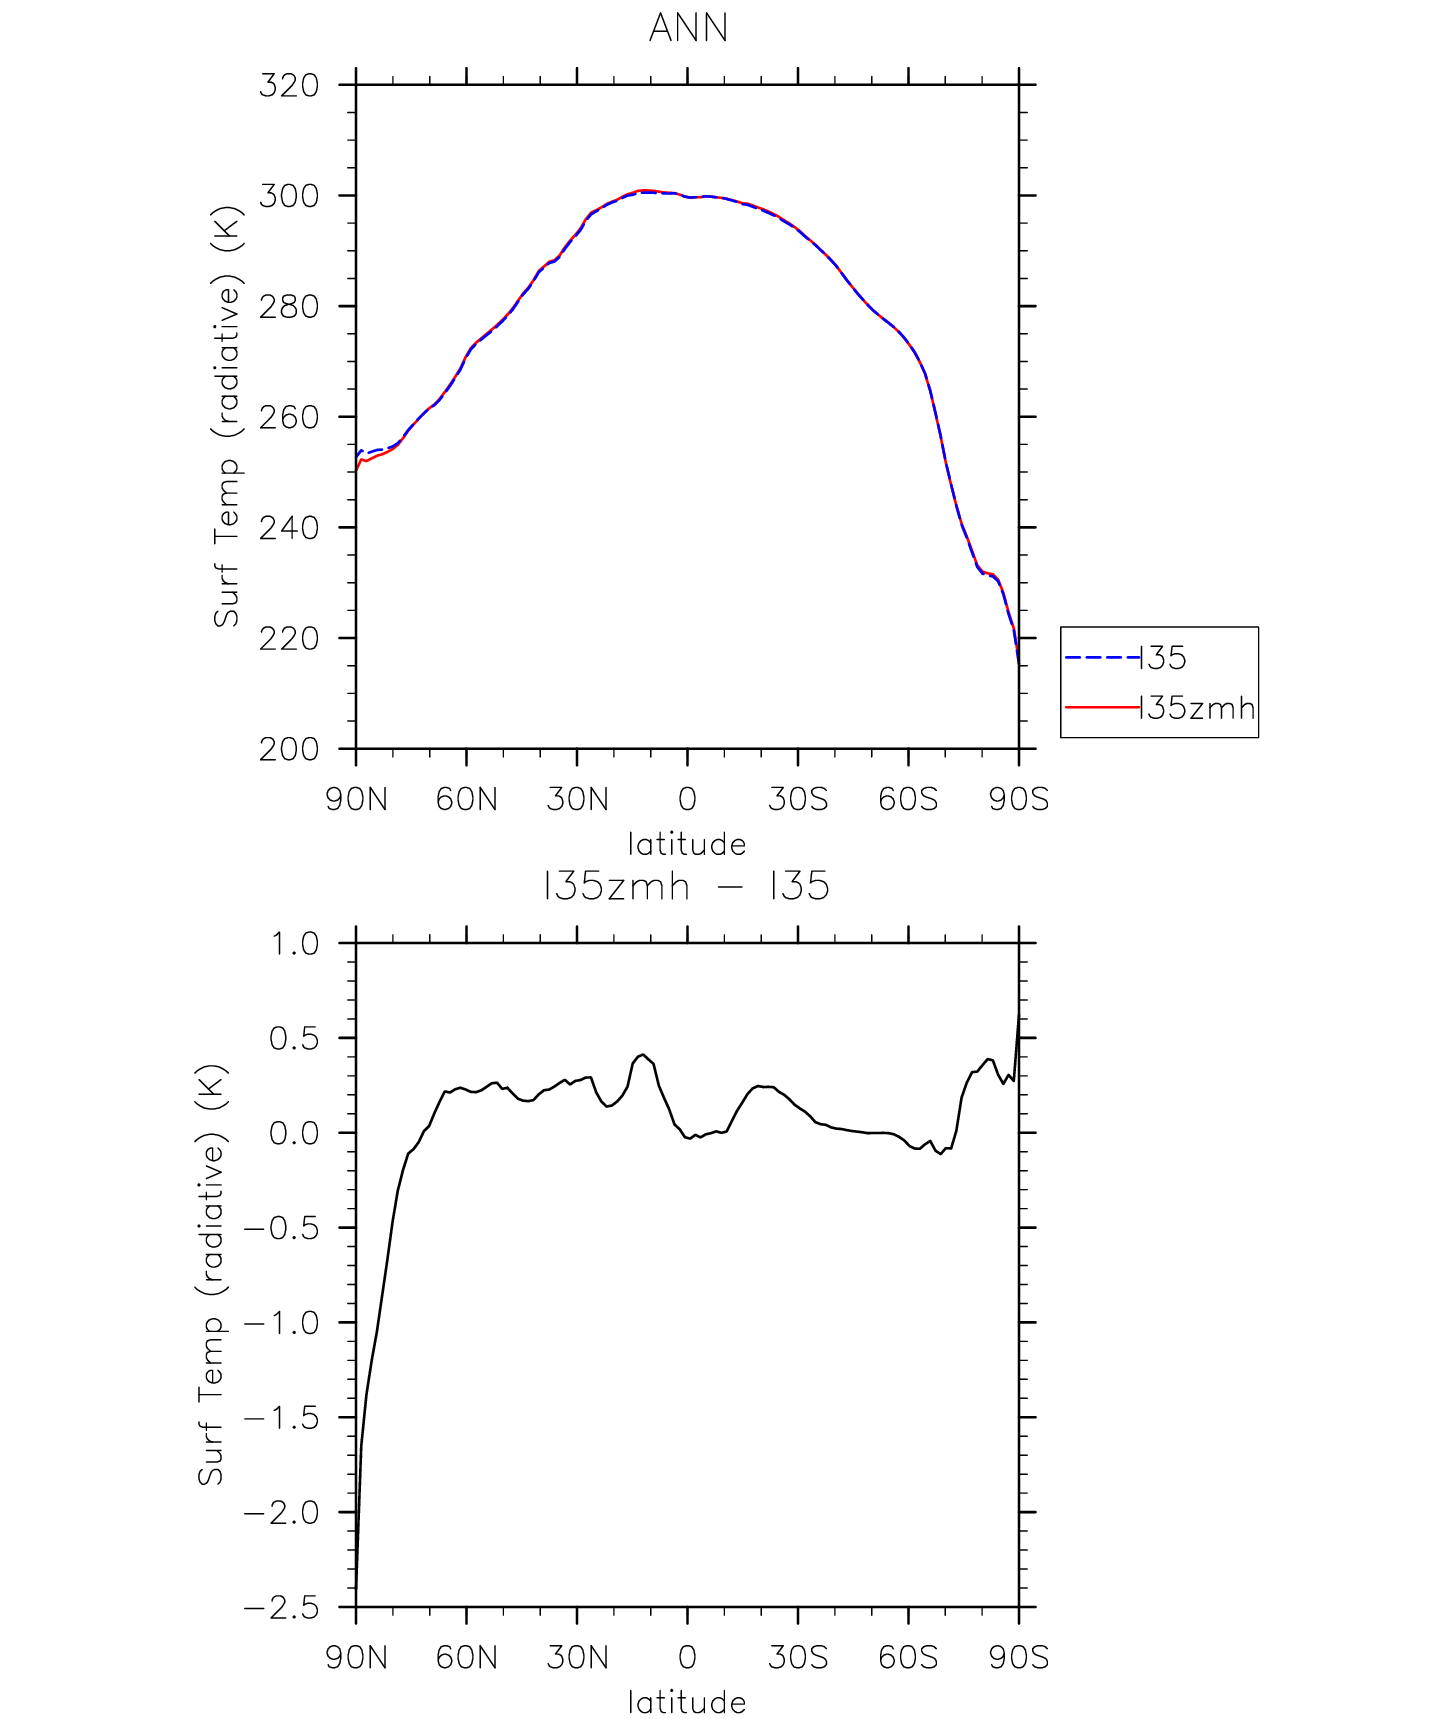 ANN
320
300
280
260
240
220
200
Surf Temp (radiative) (K)
90N 60N 30N 0 30S 60S 90S
latitude
I35
I35zmh
I35zmh − I35
1.0
0.5
0.0
−0.5
−1.0
−1.5
−2.0
−2.5
Surf Temp (radiative) (K)
90N 60N 30N 0 30S 60S 90S
latitude